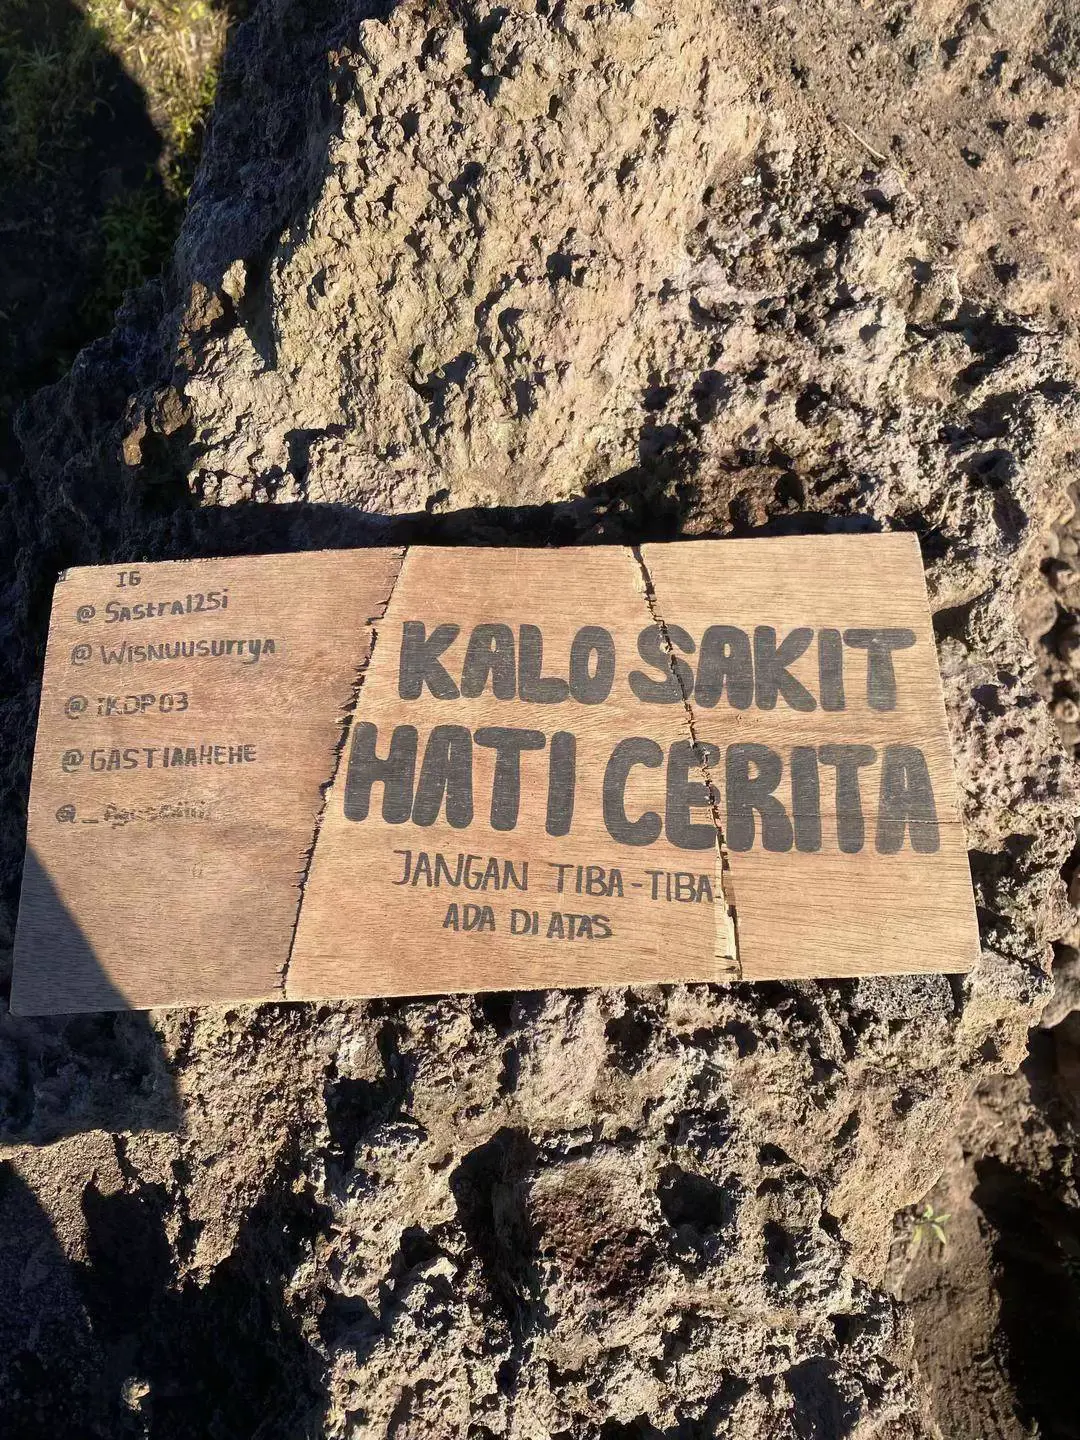 IG
@ Sastra125i
@ WISNUUSUrrya
@ iKDP03
@ GASTIAAHEHE
KALO SAKIT
HATI CERITA
JANGAN TIBA-TIBA
ADA DI ATAS